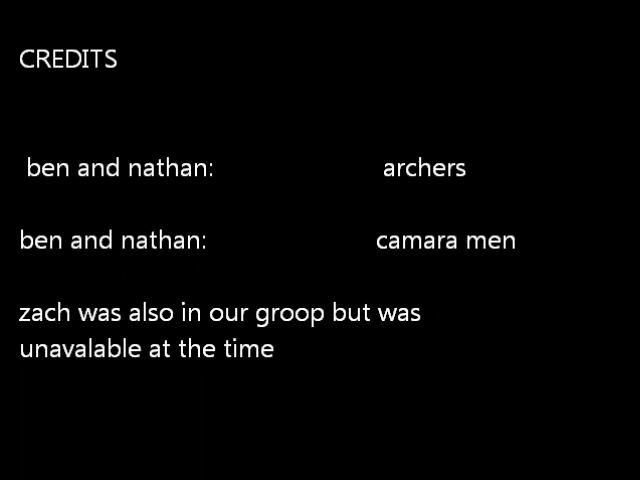 CREDITS
ben and nathan: archers
ben and nathan: camara men
zach was also in our groop but was
unavalable at the time